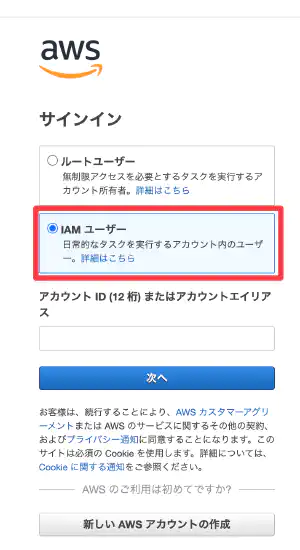 aws
サインイン
ルートユーザー
無制限アクセスを必要とするタスクを実行するア
カウント所有者。詳細はこちら
IAM ユーザー
日常的なタスクを実行するアカウント内のユーザ
ー。詳細はこちら
アカウント ID (12 桁) またはアカウントエイリア
ス
次へ
お客様は、続行することにより、AWS カスタマーアグリ
ーメントまたは AWS のサービスに関するその他の契約、
およびプライバシー通知に同意することになります。この
サイトは必須の Cookie を使用します。詳細については、
Cookie に関する通知をご参照ください。
AWS のご利用は初めてですか?
新しい AWS アカウントの作成